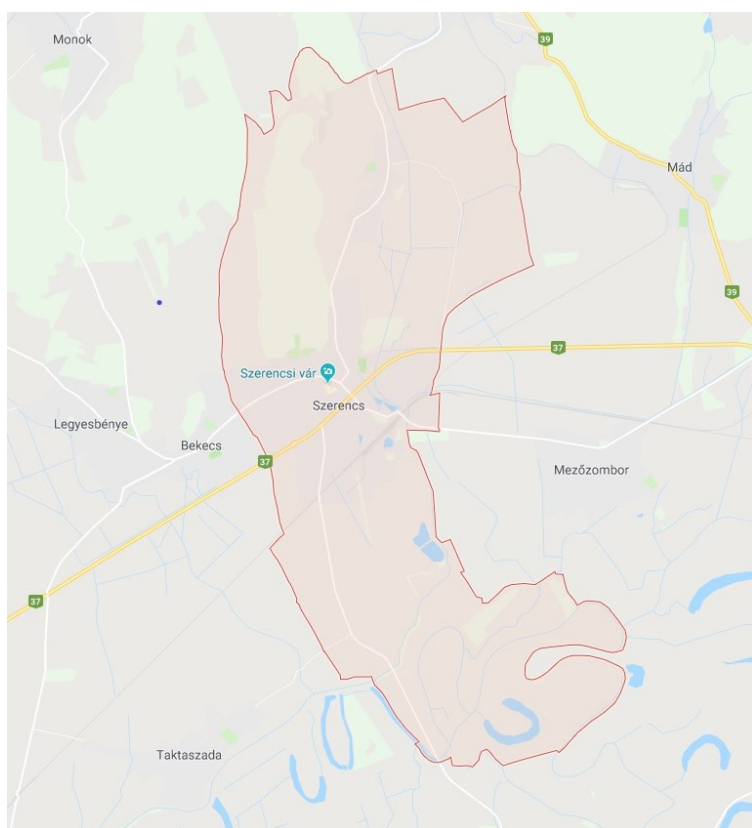 Monok
39
Mád
39
37
Szerencsi vár
Szerencs
Legyesbénye
Bekecs
37
Mezőzombor
37
Taktaszada